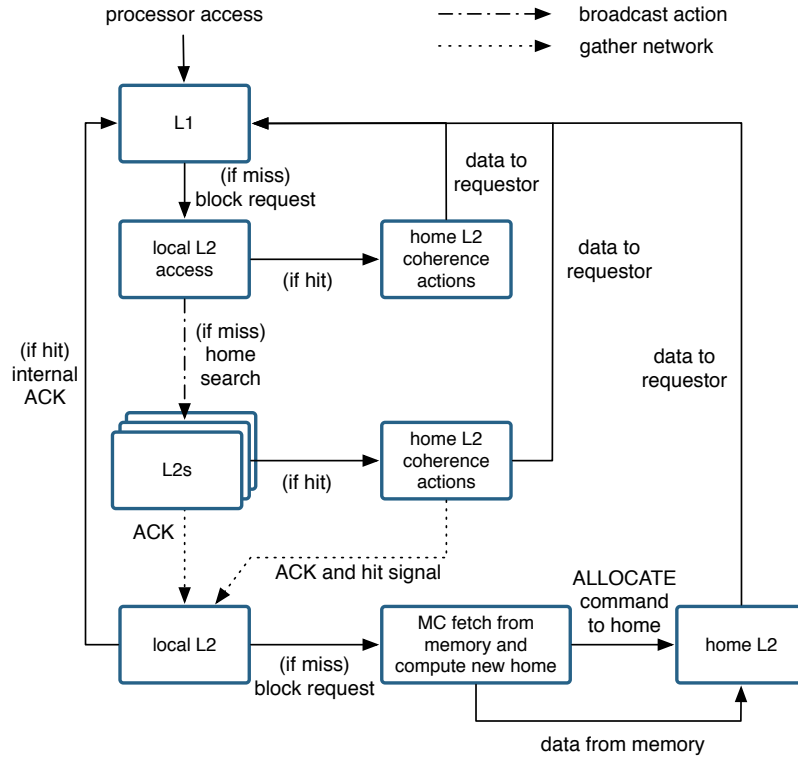 processor access
broadcast action
gather network
L1
(if miss)
block request
data to
requestor
local L2
access
(if hit)
home L2
coherence
actions
data to
requestor
(if miss)
home
search
(if hit)
internal
ACK
data to
requestor
L2s
(if hit)
home L2
coherence
actions
ACK
ACK and hit signal
ALLOCATE
command
to home
local L2
(if miss)
block request
MC fetch from
memory and
compute new home
home L2
data from memory